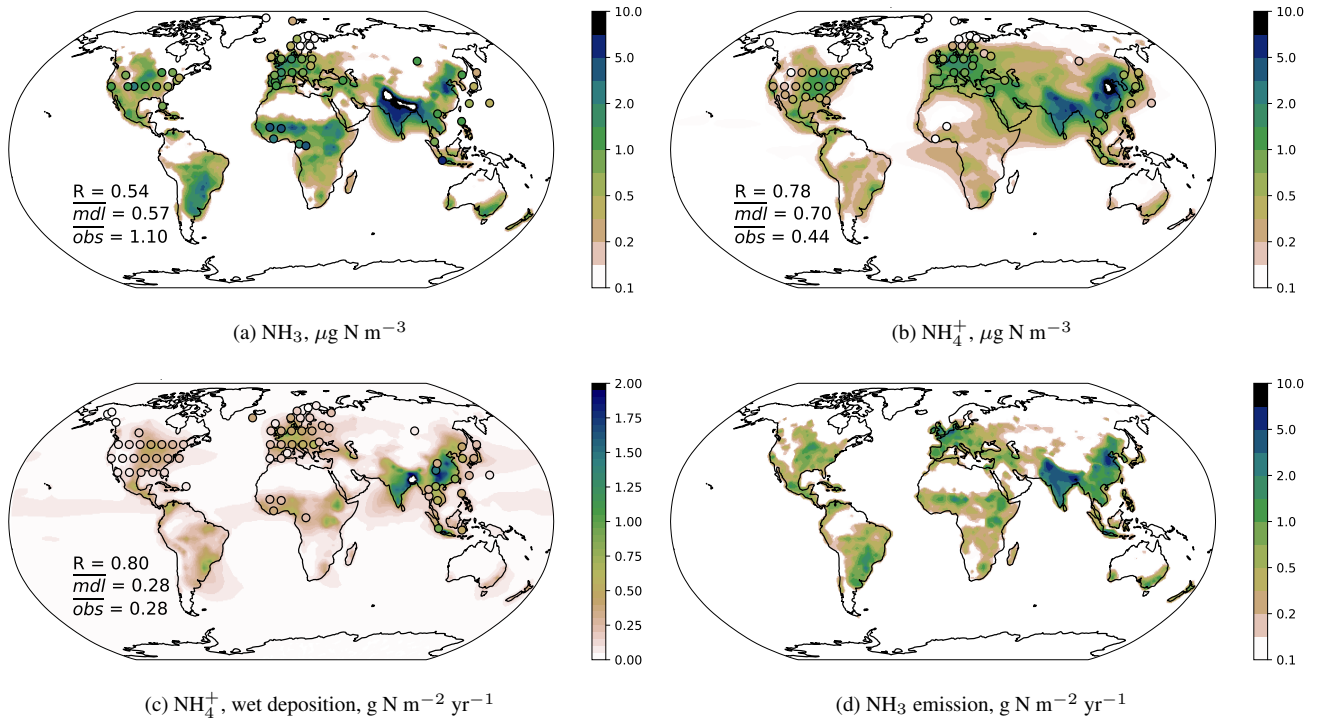 10.0
5.0
2.0
1.0
0.5
0.2
0.1
R = 0.54
mdl = 0.57
obs = 1.10
(a) NH₃, μg N m⁻³
10.0
5.0
2.0
1.0
0.5
0.2
0.1
R = 0.78
mdl = 0.70
obs = 0.44
(b) NH₄⁺, μg N m⁻³
2.00
1.75
1.50
1.25
1.00
0.75
0.50
0.25
0.00
R = 0.80
mdl = 0.28
obs = 0.28
(c) NH₄⁺, wet deposition, g N m⁻² yr⁻¹
10.0
5.0
2.0
1.0
0.5
0.2
0.1
(d) NH₃ emission, g N m⁻² yr⁻¹